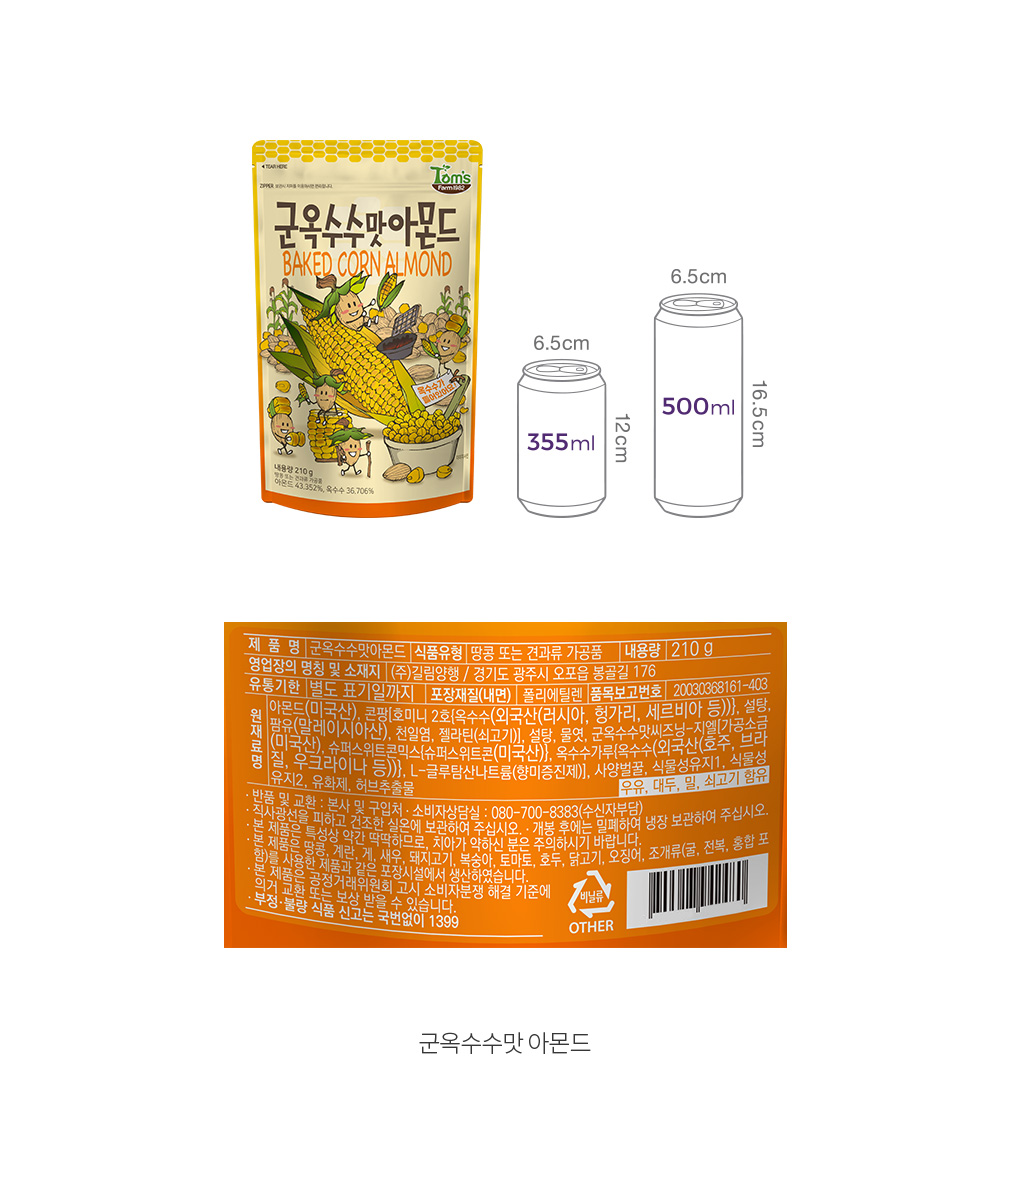 ◀ TEAR HERE
ZIPPER 보관시 지퍼를 이용하시면 편리합니다.
Tom's
Farm 1982
군옥수수맛아몬드
BAKED CORN ALMOND
옥수수가
들어있어요!
내용량 210 g
땅콩 또는 견과류 가공품
아몬드 43.352%, 옥수수 36.706%
6.5cm
355ml
12cm
6.5cm
500ml
16.5cm
제 품 명 군옥수수맛아몬드 식품유형 땅콩 또는 견과류 가공품 내용량 210 g
영업장의 명칭 및 소재지 (주)길림양행 / 경기도 광주시 오포읍 봉골길 176
유통기한 별도 표기일까지 포장재질(내면) 폴리에틸렌 품목보고번호 20030368161-403
원재료명
아몬드(미국산), 콘팝[호미니 2호{옥수수(외국산(러시아, 헝가리, 세르비아 등))}, 설탕,
팜유(말레이시아산), 천일염, 젤라틴(쇠고기)], 설탕, 물엿, 군옥수수맛씨즈닝-지엘[가공소금
(미국산), 슈퍼스위트콘믹스{슈퍼스위트콘(미국산)}, 옥수수가루{옥수수(외국산(호주, 브라
질, 우크라이나 등))}, L-글루탐산나트륨(향미증진제)], 사양벌꿀, 식물성유지1, 식물성
유지2, 유화제, 허브추출물
우유, 대두, 밀, 쇠고기 함유
· 반품 및 교환 : 본사 및 구입처 · 소비자상담실 : 080-700-8383(수신자부담)
· 직사광선을 피하고 건조한 실온에 보관하여 주십시오. · 개봉 후에는 밀폐하여 냉장 보관하여 주십시오.
· 본 제품은 특성상 약간 딱딱하므로, 치아가 약하신 분은 주의하시기 바랍니다.
· 본 제품은 땅콩, 계란, 게, 새우, 돼지고기, 복숭아, 토마토, 호두, 닭고기, 오징어, 조개류(굴, 전복, 홍합 포
함)를 사용한 제품과 같은 포장시설에서 생산하였습니다.
· 본 제품은 공정거래위원회 고시 소비자분쟁 해결 기준에
의거 교환 또는 보상 받을 수 있습니다.
· 부정·불량 식품 신고는 국번없이 1399
비닐류
OTHER
군옥수수맛 아몬드